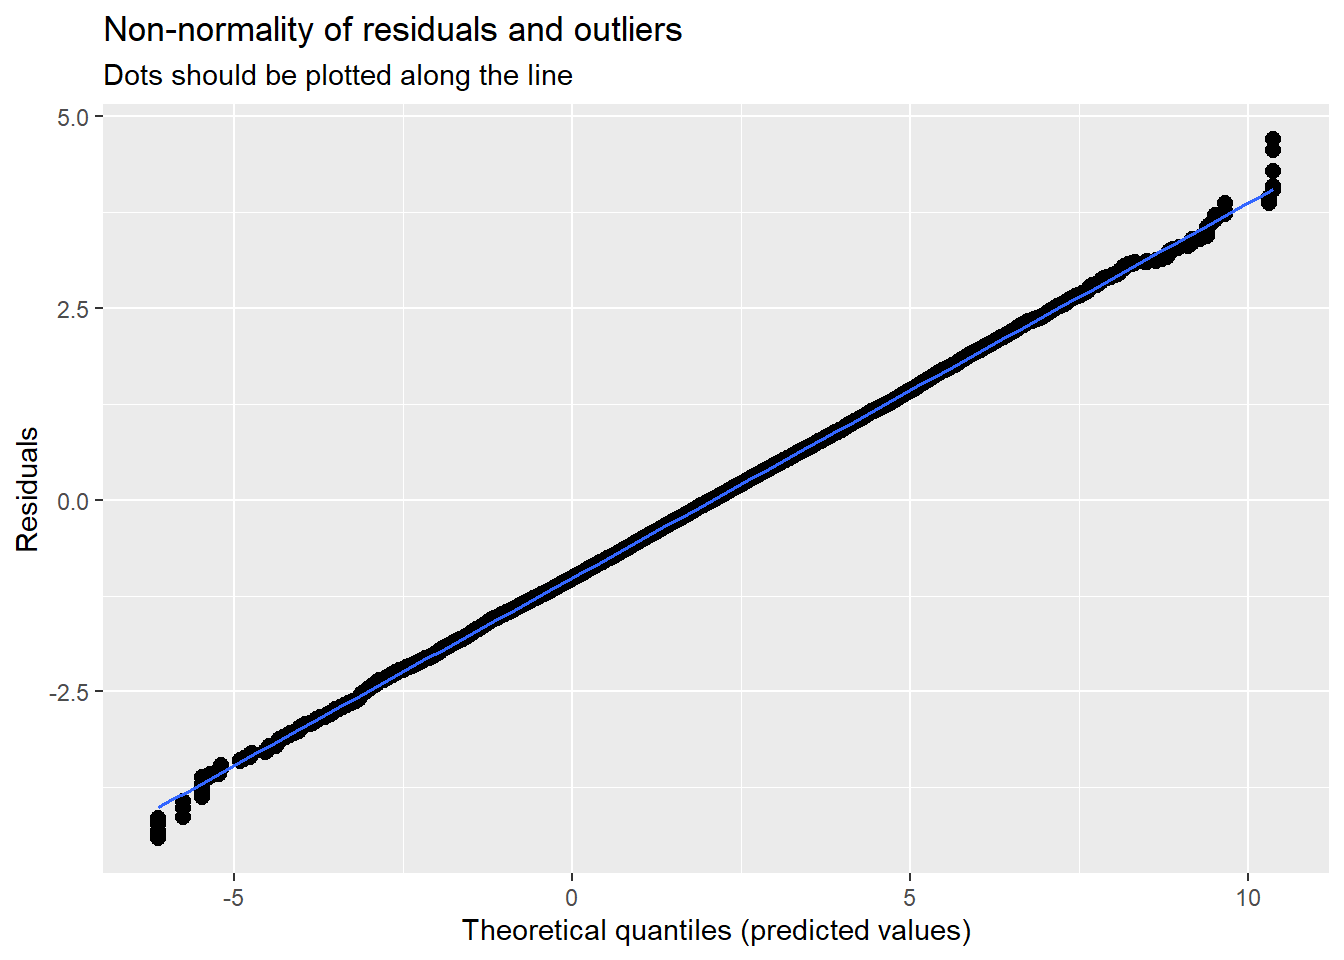 Non-normality of residuals and outliers
Dots should be plotted along the line
5.0
2.5
0.0
-2.5
Residuals
-5
0
5
10
Theoretical quantiles (predicted values)